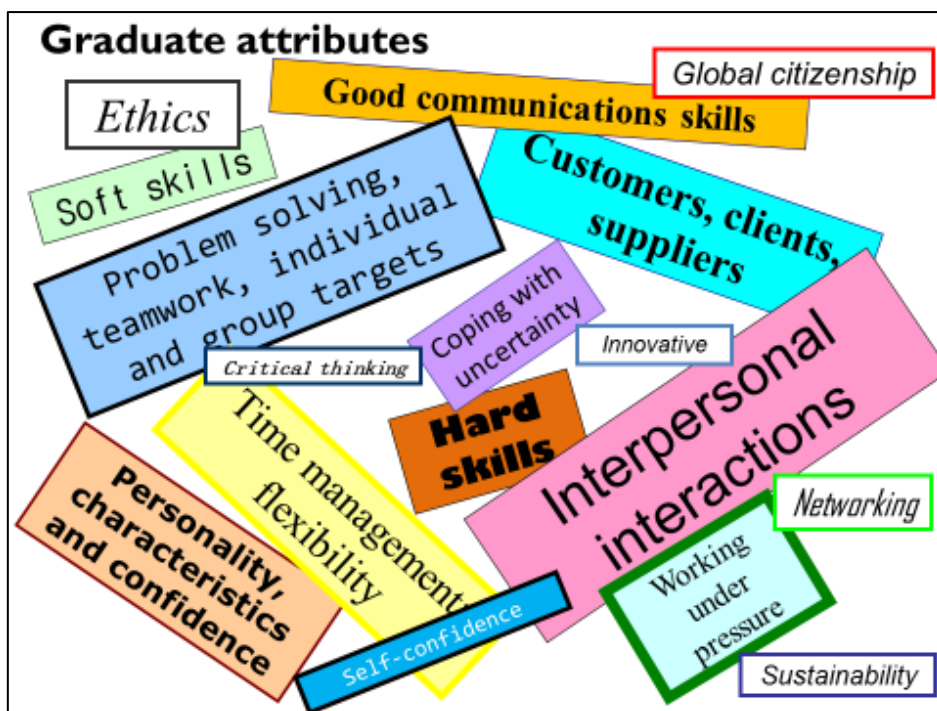 Graduate attributes
Global citizenship
Good communications skills
Ethics
Soft skills
Customers, clients,
suppliers
Problem solving,
teamwork, individual
and group targets
Coping with
uncertainty
Innovative
Critical thinking
Interpersonal
interactions
Hard
skills
Time management,
flexibility
Personality,
characteristics
and confidence
Networking
Working
under
pressure
Self-confidence
Sustainability